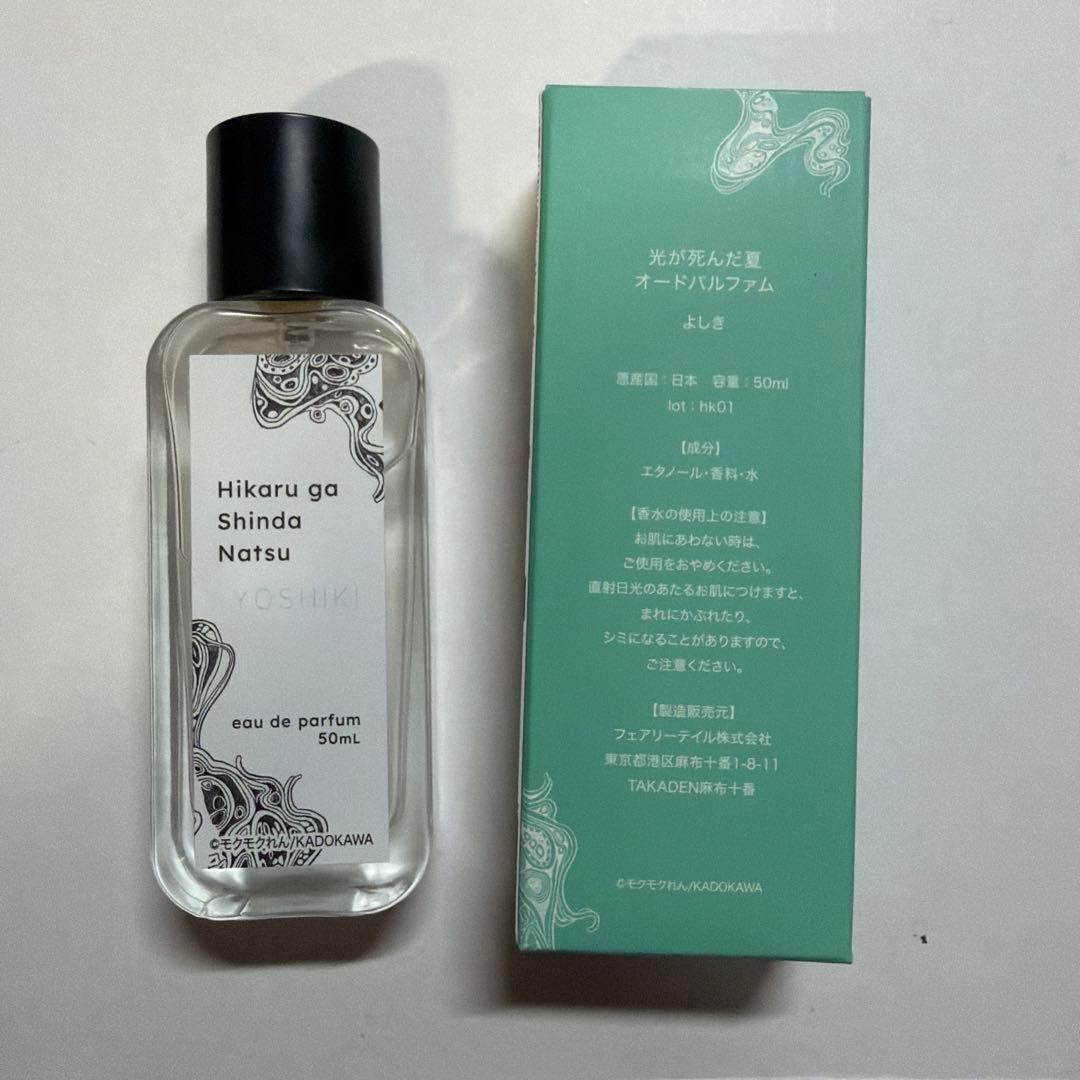 Hikaru ga
Shinda
Natsu
YOSHIKI
eau de parfum
50mL
©モクモクれん/KADOKAWA
光が死んだ夏
オードパルファム
よしき
原産国：日本　容量：50ml
lot：hk01
【成分】
エタノール・香料・水
【香水の使用上の注意】
お肌にあわない時は、
ご使用をおやめください。
直射日光のあたるお肌につけますと、
まれにかぶれたり、
シミになることがありますので、
ご注意ください。
【製造販売元】
フェアリーテイル株式会社
東京都港区麻布十番1-8-11
TAKADEN麻布十番
©モクモクれん/KADOKAWA